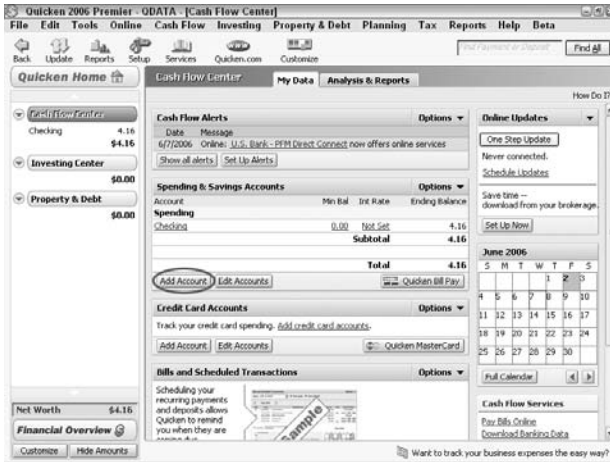 Quicken 2006 Premier - QDATA - [Cash Flow Center]
File Edit Tools Online Cash Flow Investing Property & Debt Planning Tax Reports Help Beta
Back Update Reports Setup Services Quicken.com Customize
Find Payment or Deposit Find All
Quicken Home
Cash Flow Center
Checking 4.16
$4.16
Investing Center
$0.00
Property & Debt
$0.00
Net Worth $4.16
Financial Overview
Customize Hide Amounts
Cash Flow Center My Data Analysis & Reports
How Do I?
Cash Flow Alerts Options
Date Message
6/7/2006 Online: U.S. Bank - PFM Direct Connect now offers online services
Show all alerts Set Up Alerts
Spending & Savings Accounts Options
Account Min Bal Int Rate Ending Balance
Spending
Checking 0.00 Not Set 4.16
Subtotal 4.16
Total 4.16
Add Account Edit Accounts Quicken Bill Pay
Credit Card Accounts Options
Track your credit card spending. Add credit card accounts.
Add Account Edit Accounts Quicken MasterCard
Bills and Scheduled Transactions Options
Scheduling your
recurring payments
and deposits allows
Quicken to remind
you when they are
coming due
Sample
Online Updates
One Step Update
Never connected.
Schedule Updates
Save time --
download from your brokerage.
Set Up Now
June 2006
S M T W T F S
1 2 3
4 5 6 7 8 9 10
11 12 13 14 15 16 17
18 19 20 21 22 23 24
25 26 27 28 29 30
Full Calendar
Cash Flow Services
Pay Bills Online
Download Banking Data
Want to track your business expenses the easy way?